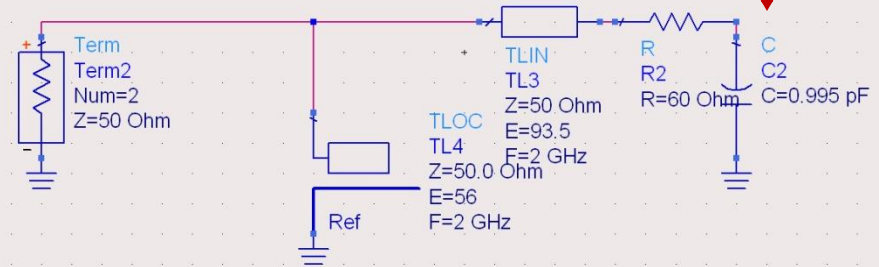 +
Term
Term2
Num=2
Z=50 Ohm
-
TLOC
TL4
Z=50.0 Ohm
E=56
F=2 GHz
Ref
TLIN
TL3
Z=50 Ohm
E=93.5
F=2 GHz
R
R2
R=60 Ohm
C
C2
C=0.995 pF